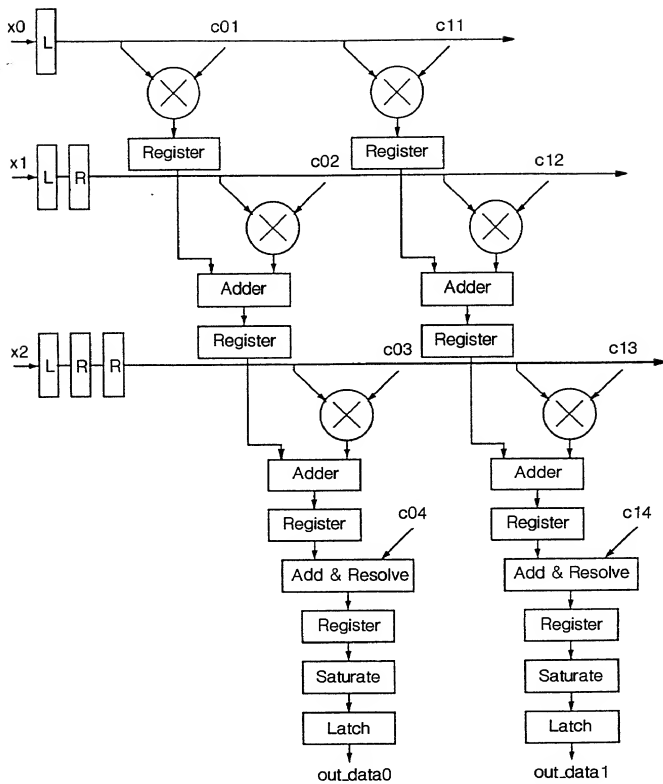 x0 L c01 c11
Register Register
x1 L R c02 c12
Adder Adder
Register Register
x2 L R R c03 c13
Adder Adder
Register c04 Register c14
Add & Resolve Add & Resolve
Register Register
Saturate Saturate
Latch Latch
out_data0 out_data1